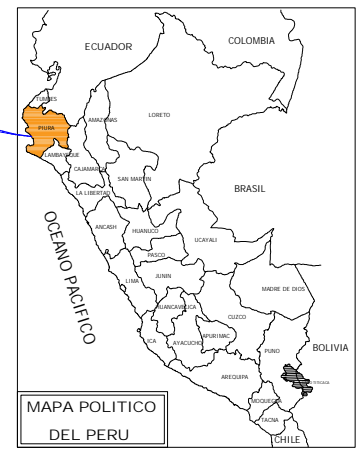 ECUADOR
COLOMBIA
TUMBES
PIURA
AMAZONAS
LORETO
LAMBAYEQUE
CAJAMARCA
SAN MARTIN
LA LIBERTAD
BRASIL
ANCASH
HUANUCO
UCAYALI
PASCO
OCEANO PACIFICO
LIMA
JUNIN
MADRE DE DIOS
HUANCAVELICA
CUZCO
ICA
AYACUCHO
APURIMAC
PUNO
BOLIVIA
AREQUIPA
TITICACA
MOQUEGUA
TACNA
CHILE
MAPA POLITICO
DEL PERU